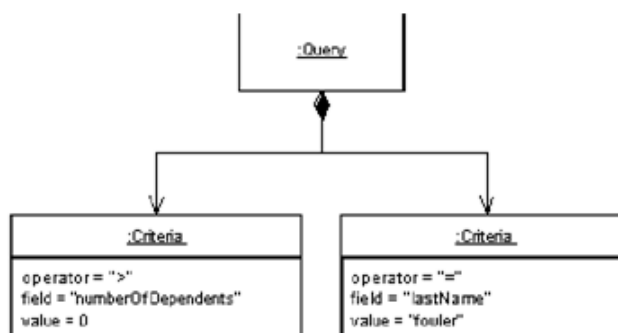 :Query
:Criteria
operator = ">"
field = "numberOfDependents"
value = 0
:Criteria
operator = "="
field = "lastName"
value = "fowler"